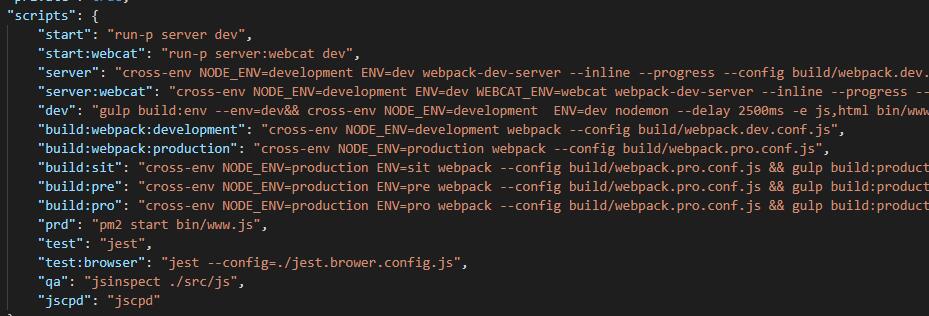 "scripts": {
"start": "run-p server dev",
"start:webcat": "run-p server:webcat dev",
"server": "cross-env NODE_ENV=development ENV=dev webpack-dev-server --inline --progress --config build/webpack.dev.
"server:webcat": "cross-env NODE_ENV=development ENV=dev WEBCAT_ENV=webcat webpack-dev-server --inline --progress --
"dev": "gulp build:env --env=dev&& cross-env NODE_ENV=development  ENV=dev nodemon --delay 2500ms -e js,html bin/www
"build:webpack:development": "cross-env NODE_ENV=development webpack --config build/webpack.dev.conf.js",
"build:webpack:production": "cross-env NODE_ENV=production webpack --config build/webpack.pro.conf.js",
"build:sit": "cross-env NODE_ENV=production ENV=sit webpack --config build/webpack.pro.conf.js && gulp build:product
"build:pre": "cross-env NODE_ENV=production ENV=pre webpack --config build/webpack.pro.conf.js && gulp build:product
"build:pro": "cross-env NODE_ENV=production ENV=pro webpack --config build/webpack.pro.conf.js && gulp build:product
"prd": "pm2 start bin/www.js",
"test": "jest",
"test:browser": "jest --config=./jest.brower.config.js",
"qa": "jsinspect ./src/js",
"jscpd": "jscpd"